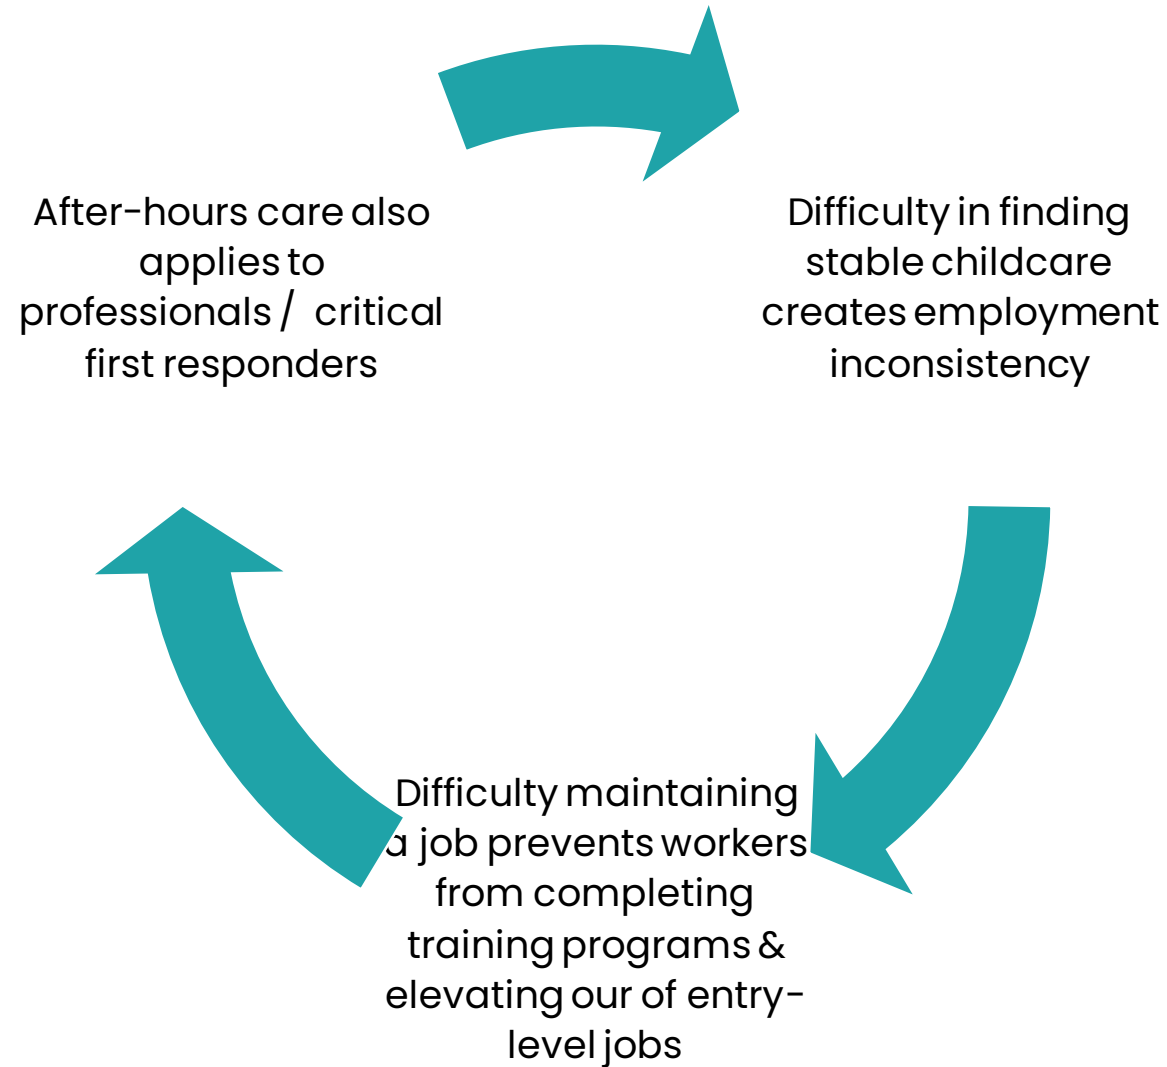 After-hours care also
applies to
professionals / critical
first responders
Difficulty in finding
stable childcare
creates employment
inconsistency
Difficulty maintaining
a job prevents workers
from completing
training programs &
elevating our of entry-
level jobs